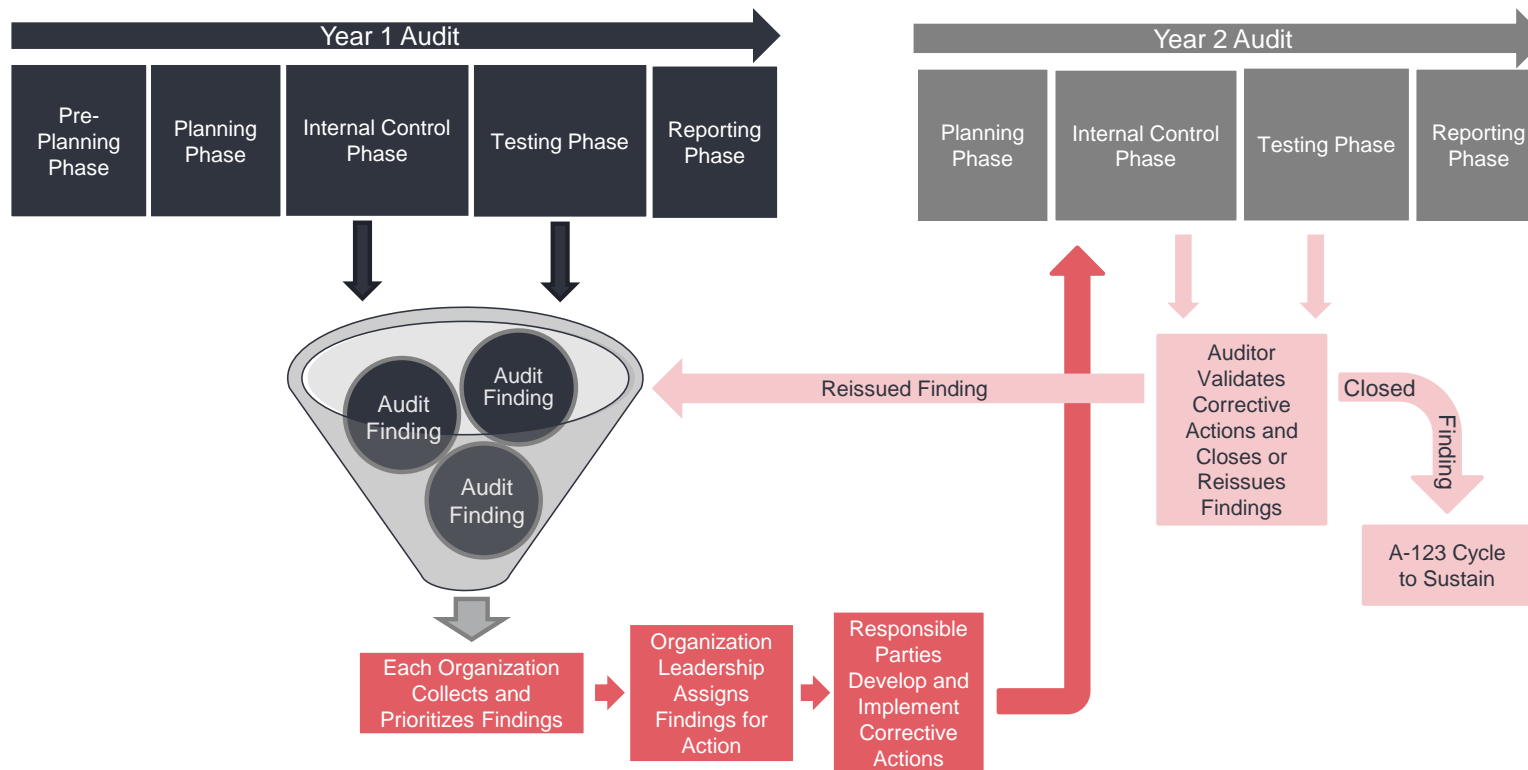 Year 1 Audit
Pre-
Planning
Phase
Planning
Phase
Internal Control
Phase
Testing Phase
Reporting
Phase
Year 2 Audit
Planning
Phase
Internal Control
Phase
Testing Phase
Reporting
Phase
Audit
Finding
Audit
Finding
Audit
Finding
Reissued Finding
Auditor
Validates
Corrective
Actions and
Closes or
Reissues
Findings
Closed
Finding
A-123 Cycle
to Sustain
Each Organization
Collects and
Prioritizes Findings
Organization
Leadership
Assigns
Findings for
Action
Responsible
Parties
Develop and
Implement
Corrective
Actions